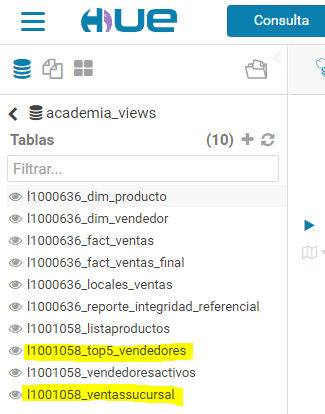 HUE
Consulta
academia_views
Tablas (10)
Filtrar...
l1000636_dim_producto
l1000636_dim_vendedor
l1000636_fact_ventas
l1000636_fact_ventas_final
l1000636_locales_ventas
l1000636_reporte_integridad_referencial
l1001058_listaproductos
l1001058_top5_vendedores
l1001058_vendedoresactivos
l1001058_ventassucursal